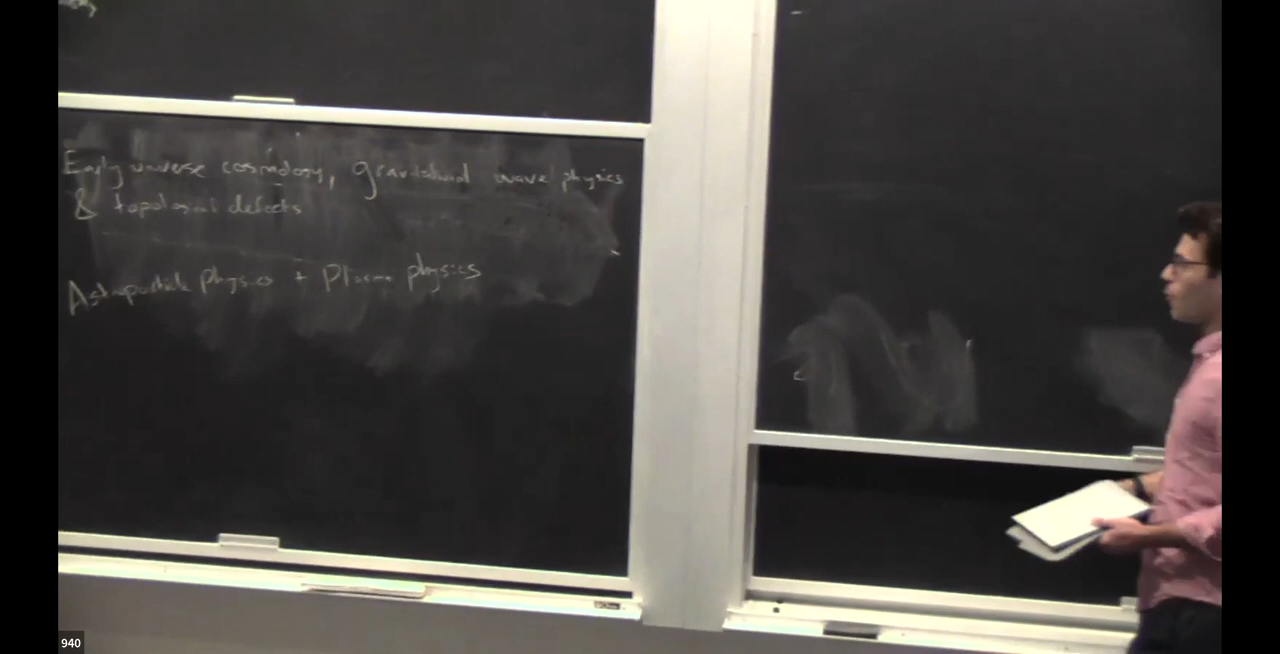 Early universe cosmology, gravitational wave physics
& topological defects
Astroparticle physics + Plasma physics
940